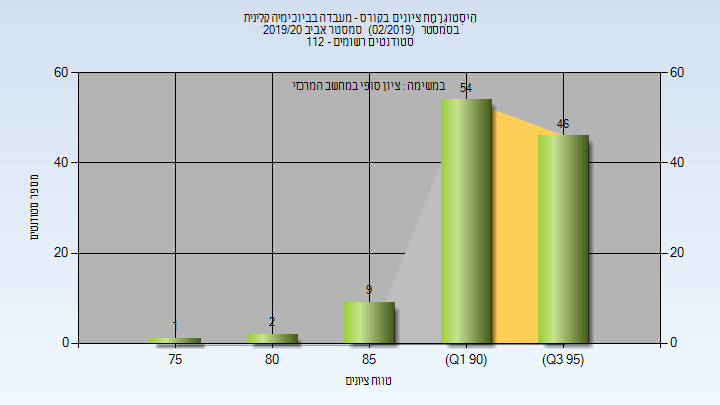 היסטוגרמת ציונים בקורס - מעבדה בביוכימיה קלינית
בסמסטר (02/2019) סמסטר אביב 2019/20
סטודנטים רשומים - 112
במשימה : ציון סופי במחשב המרכזי
60 60
54
46
40 40
מספר סטודנטים
20 20
9
2
1
0 0
75 80 85 (Q1 90) (Q3 95)
טווח ציונים